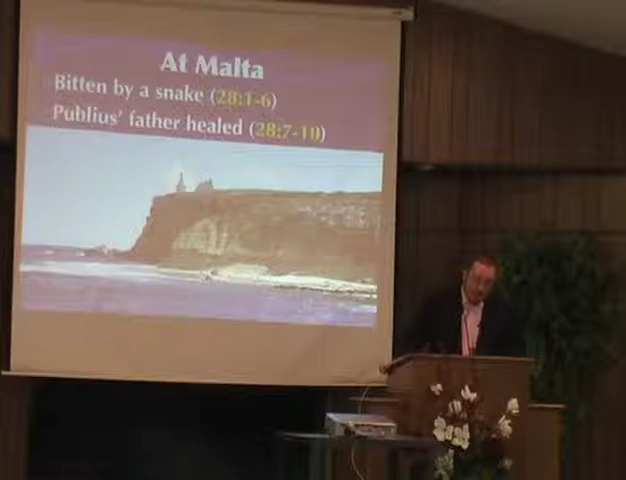 At Malta
Bitten by a snake (28:1-6)
Publius' father healed (28:7-10)